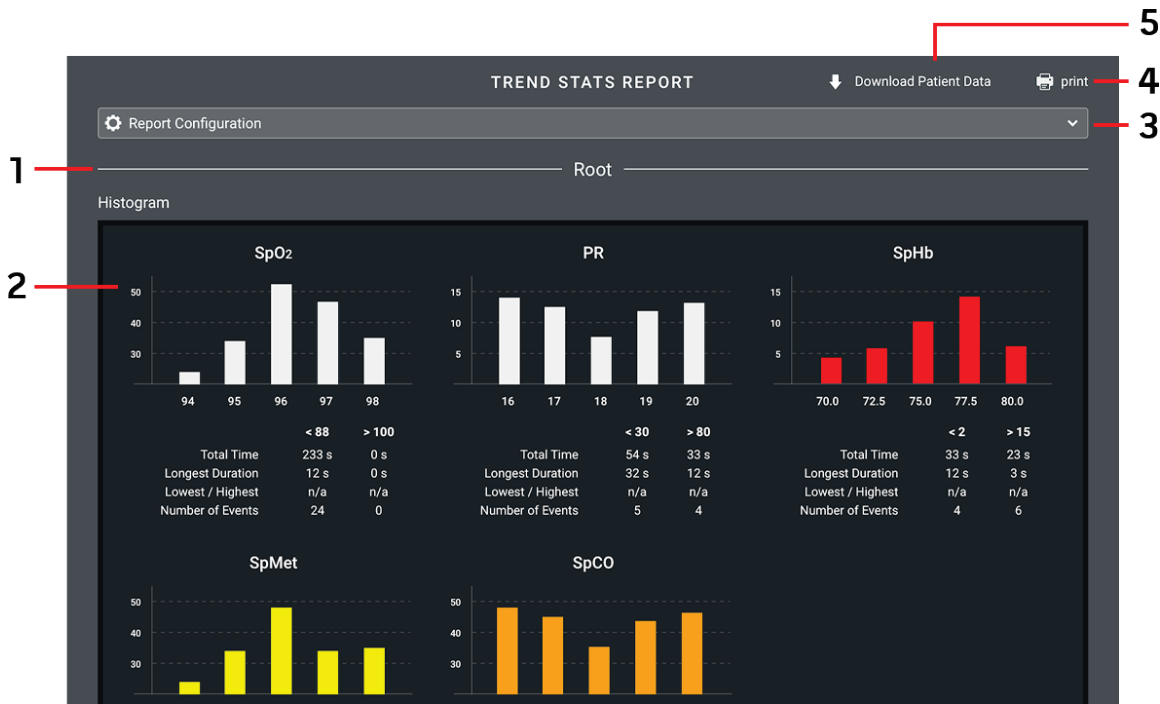 5
TREND STATS REPORT
Download Patient Data
print
4
Report Configuration
3
1
Root
Histogram
2
SpO2
50
40
30
94 95 96 97 98
< 88 > 100
Total Time 233 s 0 s
Longest Duration 12 s 0 s
Lowest / Highest n/a n/a
Number of Events 24 0
PR
15
10
5
16 17 18 19 20
< 30 > 80
Total Time 54 s 33 s
Longest Duration 32 s 12 s
Lowest / Highest n/a n/a
Number of Events 5 4
SpHb
15
10
5
70.0 72.5 75.0 77.5 80.0
< 2 > 15
Total Time 33 s 23 s
Longest Duration 12 s 3 s
Lowest / Highest n/a n/a
Number of Events 4 6
SpMet
50
40
30
SpCO
50
40
30